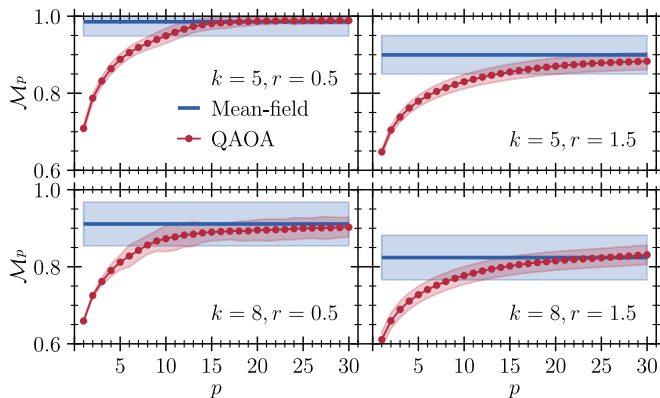 1.0
0.8
0.6
𝓜ₚ
k = 5, r = 0.5
Mean-field
QAOA
k = 5, r = 1.5
1.0
0.8
0.6
𝓜ₚ
k = 8, r = 0.5
k = 8, r = 1.5
5 10 15 20 25 30
5 10 15 20 25 30
p
p